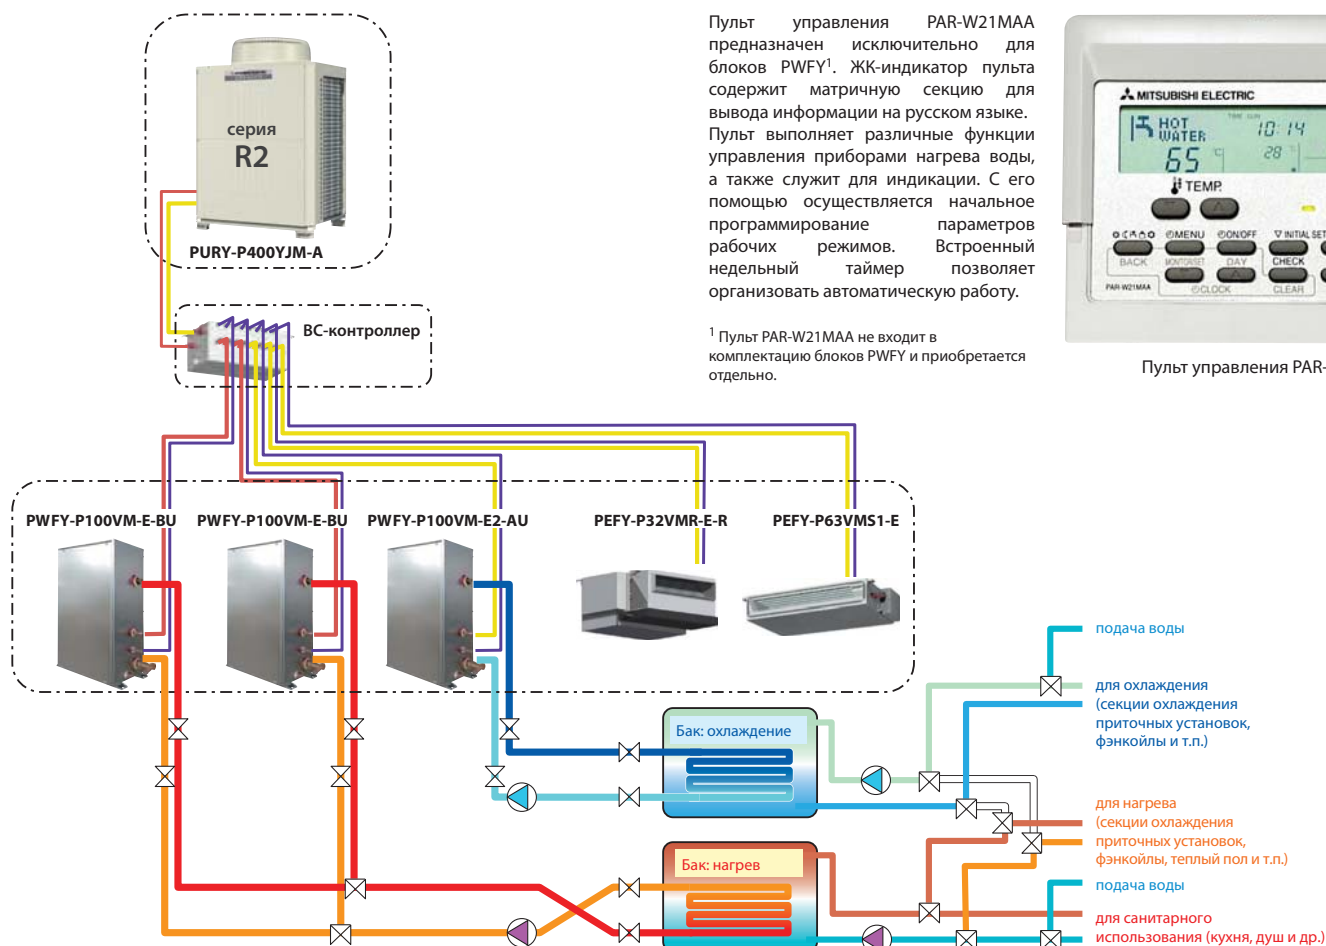 серия
R2
PURY-P400YJM-A
BC-контроллер
Пульт управления PAR-W21MAA
предназначен исключительно для
блоков PWFY¹. ЖК-индикатор пульта
содержит матричную секцию для
вывода информации на русском языке.
Пульт выполняет различные функции
управления приборами нагрева воды,
а также служит для индикации. С его
помощью осуществляется начальное
программирование параметров
рабочих режимов. Встроенный
недельный таймер позволяет
организовать автоматическую работу.
¹ Пульт PAR-W21MAA не входит в
комплектацию блоков PWFY и приобретается
отдельно.
MITSUBISHI ELECTRIC
HOT
WATER
TIME SUN
10:14
65 °C
28 °C
TEMP.
MENU
ON/OFF
INITIAL SET
BACK
MONITOR/SET
DAY
CHECK
PAR-W21MAA
CLOCK
CLEAR
Пульт управления PAR-
PWFY-P100VM-E-BU
PWFY-P100VM-E-BU
PWFY-P100VM-E2-AU
PEFY-P32VMR-E-R
PEFY-P63VMS1-E
подача воды
для охлаждения
(секции охлаждения
приточных установок,
фэнкойлы и т.п.)
Бак: охлаждение
для нагрева
(секции охлаждения
приточных установок,
фэнкойлы, теплый пол и т.п.)
Бак: нагрев
подача воды
для санитарного
использования (кухня, душ и др.)